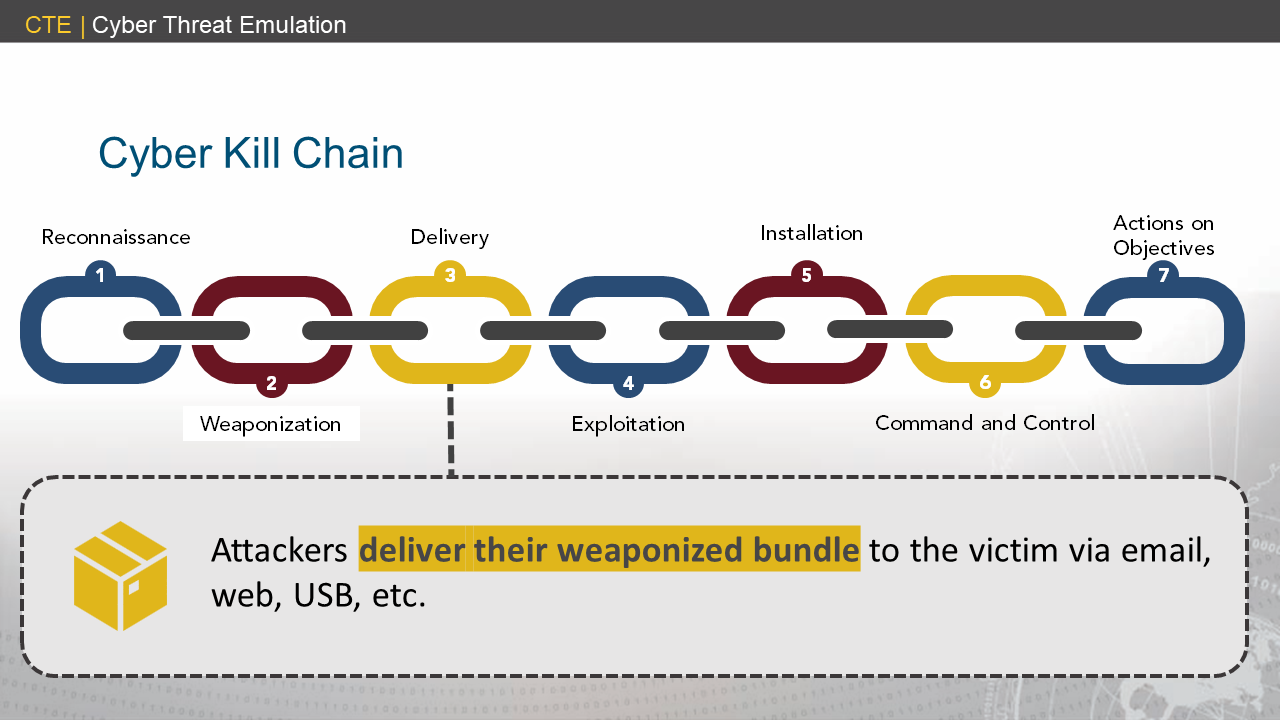 CTE | Cyber Threat Emulation
Cyber Kill Chain
Reconnaissance
1
2
Weaponization
Delivery
3
4
Exploitation
Installation
5
6
Command and Control
Actions on
Objectives
7
Attackers deliver their weaponized bundle to the victim via email,
web, USB, etc.